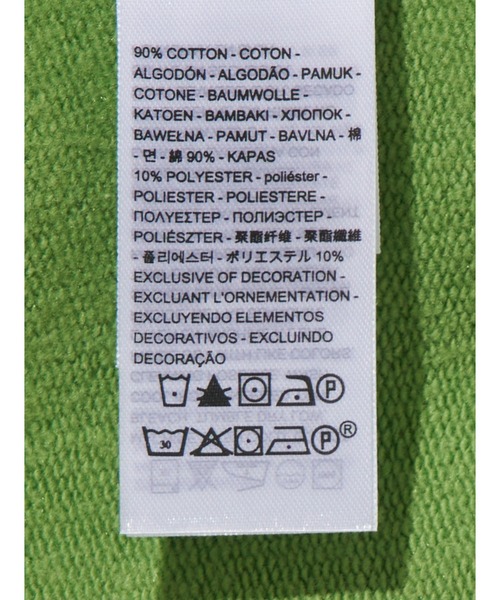 90% COTTON - COTON -
ALGODÓN - ALGODÃO - PAMUK -
COTONE - BAUMWOLLE -
KATOEN - BAMBAKI - ХЛОПОК -
BAWEŁNA - PAMUT - BAVLNA - 棉
- 면 - 綿 90% - KAPAS
10% POLYESTER - poliéster -
POLIESTER - POLIESTERE -
ΠΟΛΥΕΣΤΕΡ - ПОЛИЭСТЕР -
POLIÉSZTER - 聚酯纤维 - 聚酯纖維
- 폴리에스터 - ポリエステル 10%
EXCLUSIVE OF DECORATION -
EXCLUANT L'ORNEMENTATION -
EXCLUYENDO ELEMENTOS
DECORATIVOS - EXCLUINDO
DECORAÇÃO
P
30 P®